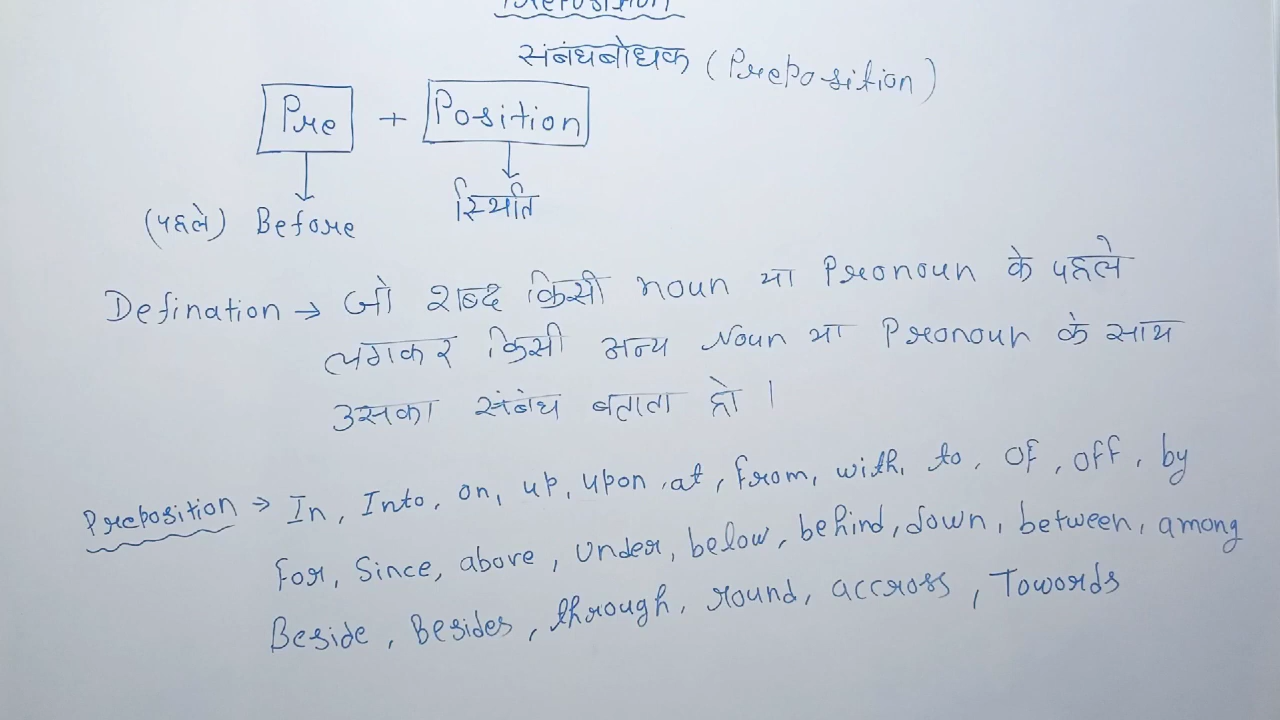 Preposition
संबंधबोधक (Preposition)
Pre + Position
(पहले) Before स्थिति
Defination → जो शब्द किसी noun या Pronoun के पहले
लगकर किसी अन्य Noun या Pronoun के साथ
उसका संबंध बताता हो ।
Preposition → In, Into, on, up, upon, at, from, with, to, of, off, by
for, Since, above, under, below, behind, down, between, among
Beside, Besides, through, round, accross, Towords